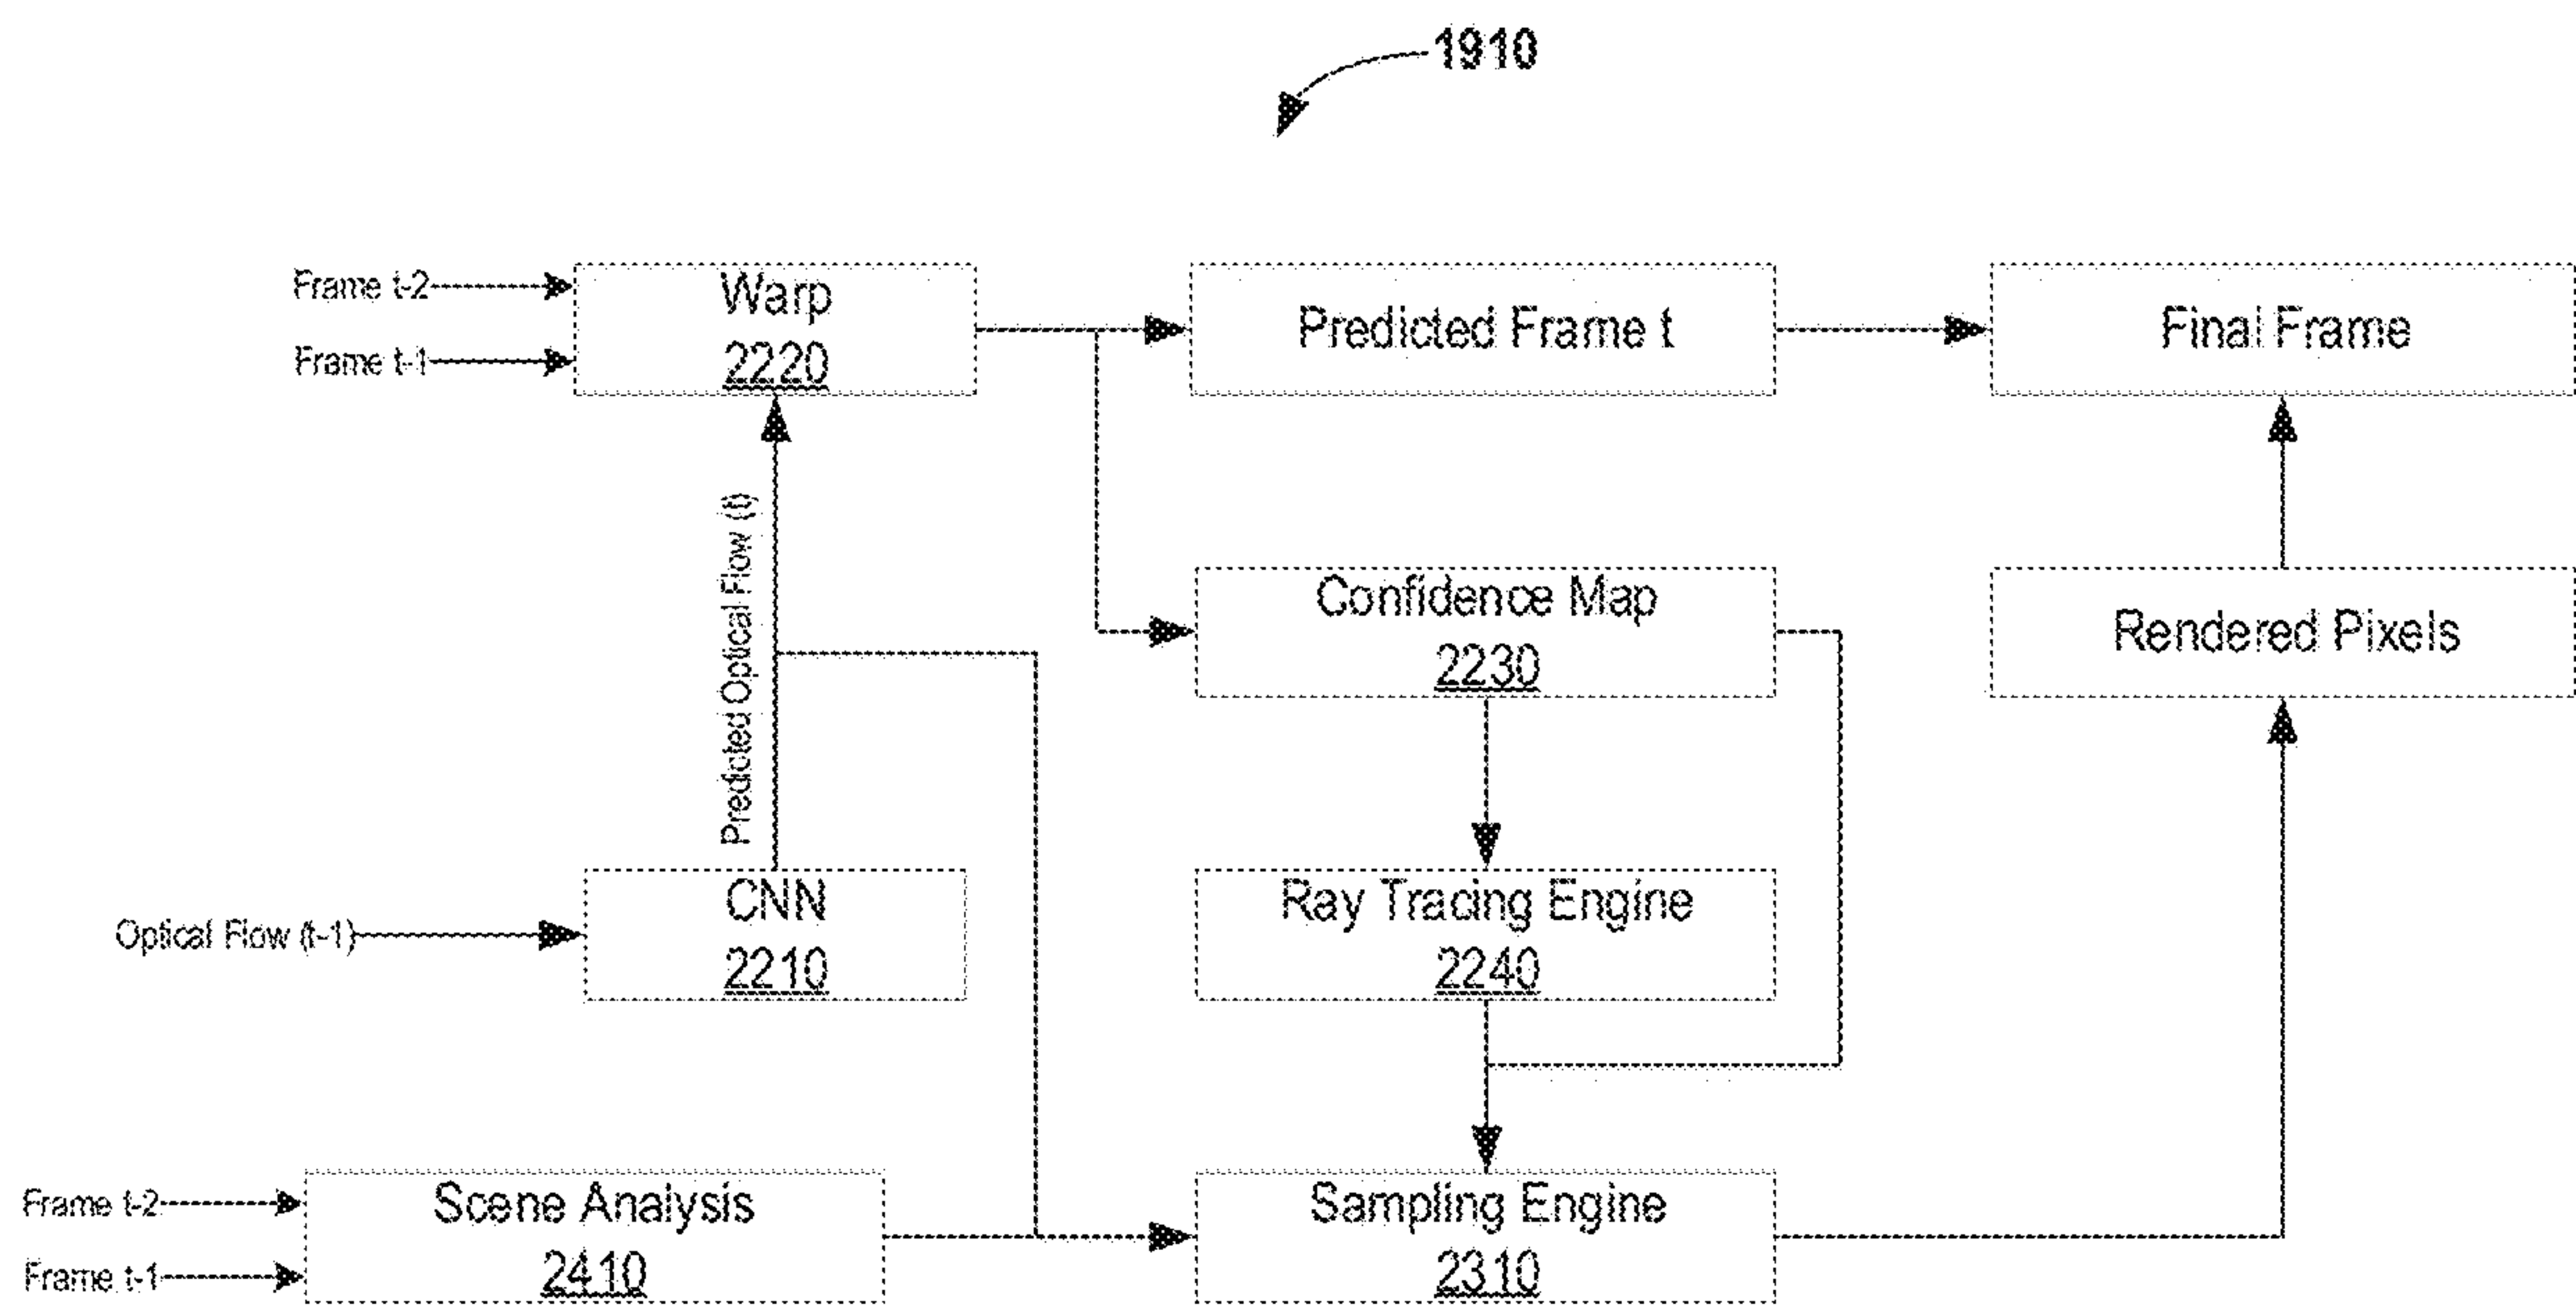 1910
Frame t-2
Frame t-1
Warp
2220
Predicted Frame t
Final Frame
Predicted Optical Flow (t)
Confidence Map
2230
Rendered Pixels
Optical Flow (t-1)
CNN
2210
Ray Tracing Engine
2240
Frame t-2
Frame t-1
Scene Analysis
2410
Sampling Engine
2310